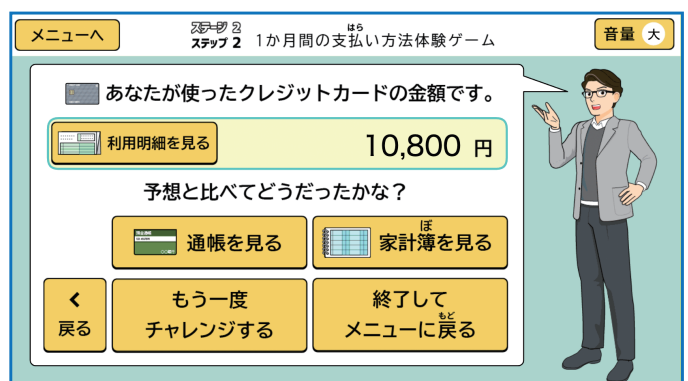 メニューへ
ステージ 2
ステップ 2
はら
1か月間の支払い方法体験ゲーム
音量 大
あなたが使ったクレジットカードの金額です。
利用明細を見る
10,800 円
予想と比べてどうだったかな？
通帳を見る
ぼ
家計簿を見る
く
戻る
もう一度
チャレンジする
終了して
もど
メニューに戻る